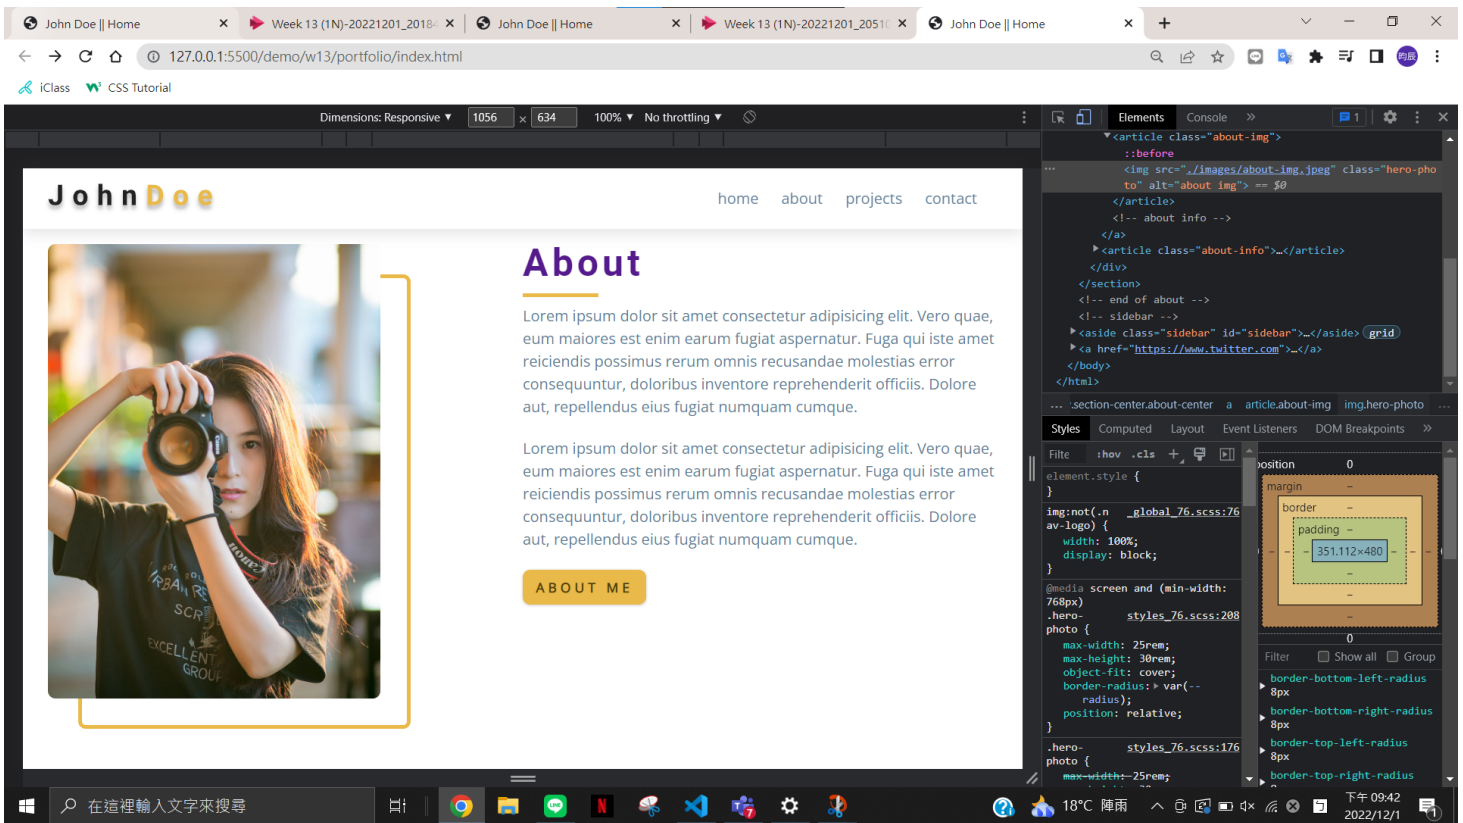 John Doe || Home
Week 13 (1N)-20221201_2018
John Doe || Home
Week 13 (1N)-20221201_2051
John Doe || Home
127.0.0.1:5500/demo/w13/portfolio/index.html
昀辰
iClass
CSS Tutorial
Dimensions: Responsive ▼ 1056 × 634 100% ▼ No throttling ▼
Elements Console » 1
JohnDoe
home about projects contact
About
Lorem ipsum dolor sit amet consectetur adipisicing elit. Vero quae,
eum maiores est enim earum fugiat aspernatur. Fuga qui iste amet
reiciendis possimus rerum omnis recusandae molestias error
consequuntur, doloribus inventore reprehenderit officiis. Dolore
aut, repellendus eius fugiat numquam cumque.
Lorem ipsum dolor sit amet consectetur adipisicing elit. Vero quae,
eum maiores est enim earum fugiat aspernatur. Fuga qui iste amet
reiciendis possimus rerum omnis recusandae molestias error
consequuntur, doloribus inventore reprehenderit officiis. Dolore
aut, repellendus eius fugiat numquam cumque.
ABOUT ME
Canon
EXCELLENT
GROUP
▼<article class="about-img">
::before
<img src="./images/about-img.jpeg" class="hero-pho
to" alt="about img"> == $0
</article>
<!-- about info -->
</a>
▶<article class="about-info">…</article>
</div>
</section>
<!-- end of about -->
<!-- sidebar -->
▶<aside class="sidebar" id="sidebar">…</aside> grid
▶<a href="https://www.twitter.com">…</a>
</body>
</html>
… .section-center.about-center a article.about-img img.hero-photo …
Styles Computed Layout Event Listeners DOM Breakpoints »
Filte :hov .cls +
element.style {
}
img:not(.n _global_76.scss:76
av-logo) {
width: 100%;
display: block;
}
@media screen and (min-width:
768px)
.hero- styles_76.scss:208
photo {
max-width: 25rem;
max-height: 30rem;
object-fit: cover;
border-radius: ▶ var(--
radius);
position: relative;
}
.hero- styles_76.scss:176
photo {
max-width: 25rem;
position 0
margin –
border –
padding –
351.112×480
0
Filter Show all Group
border-bottom-left-radius
8px
border-bottom-right-radius
8px
border-top-left-radius
8px
border-top-right-radius
在這裡輸入文字來搜尋
18°C 陣雨
下午 09:42
2022/12/1